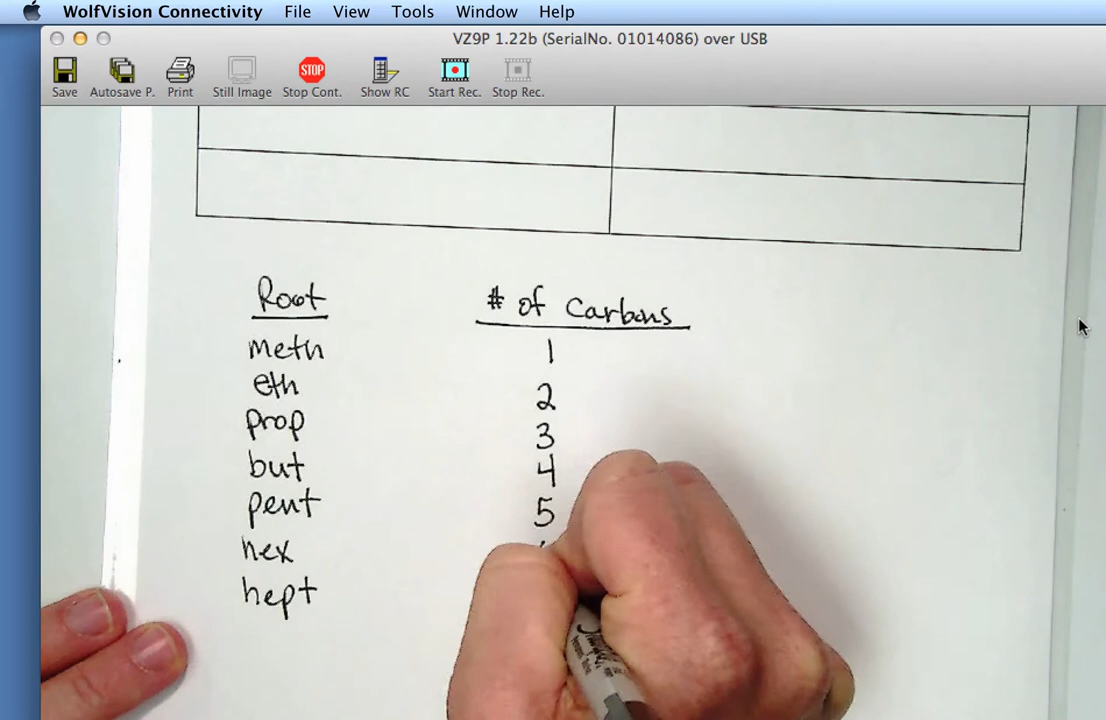 WolfVision Connectivity File View Tools Window Help
VZ9P 1.22b (SerialNo. 01014086) over USB
Save Autosave P. Print Still Image STOP Stop Cont. Show RC Start Rec. Stop Rec.
Root # of Carbons
meth 1
eth 2
prop 3
but 4
pent 5
hex
hept